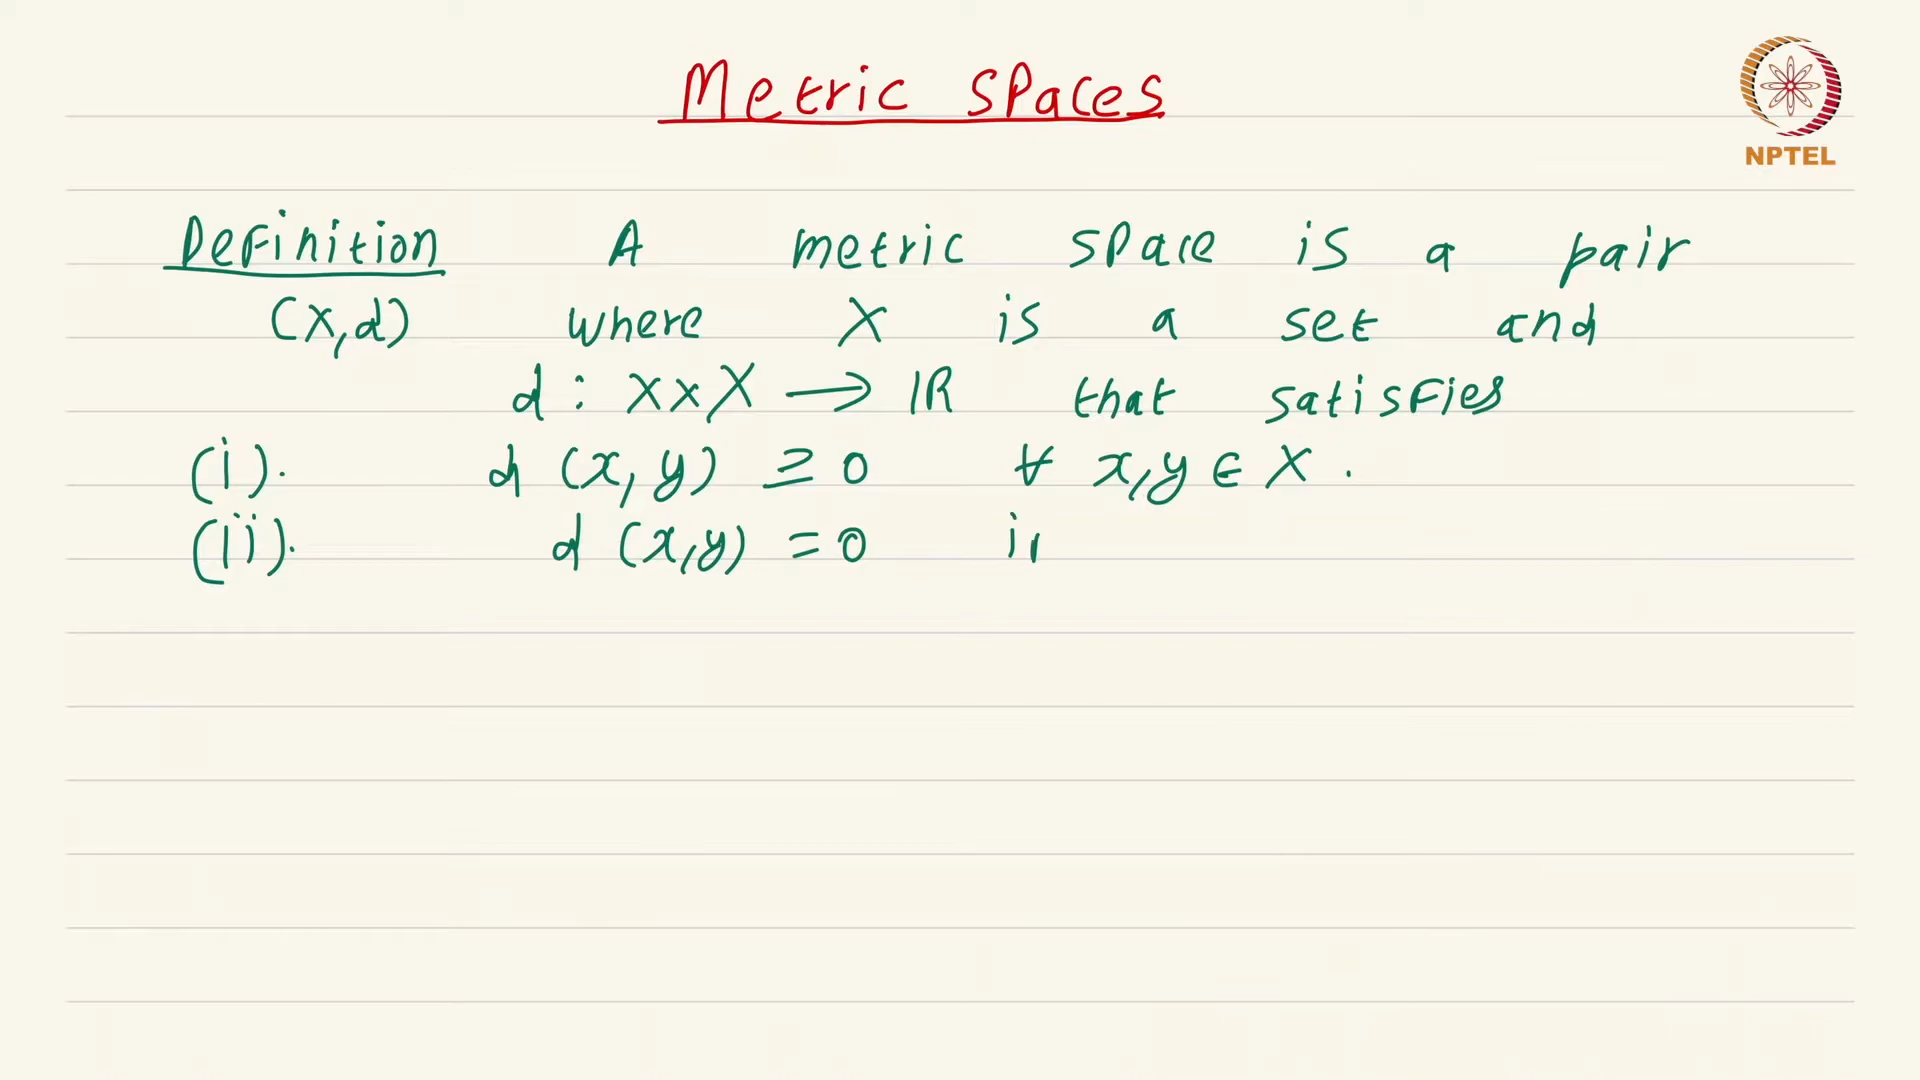 Metric spaces
NPTEL
Definition A metric space is a pair
(X,d) where X is a set and
d : X×X → ℝ that satisfies
(i). d (x,y) ≥ 0 ∀ x,y ∈ X .
(ii). d (x,y) = 0